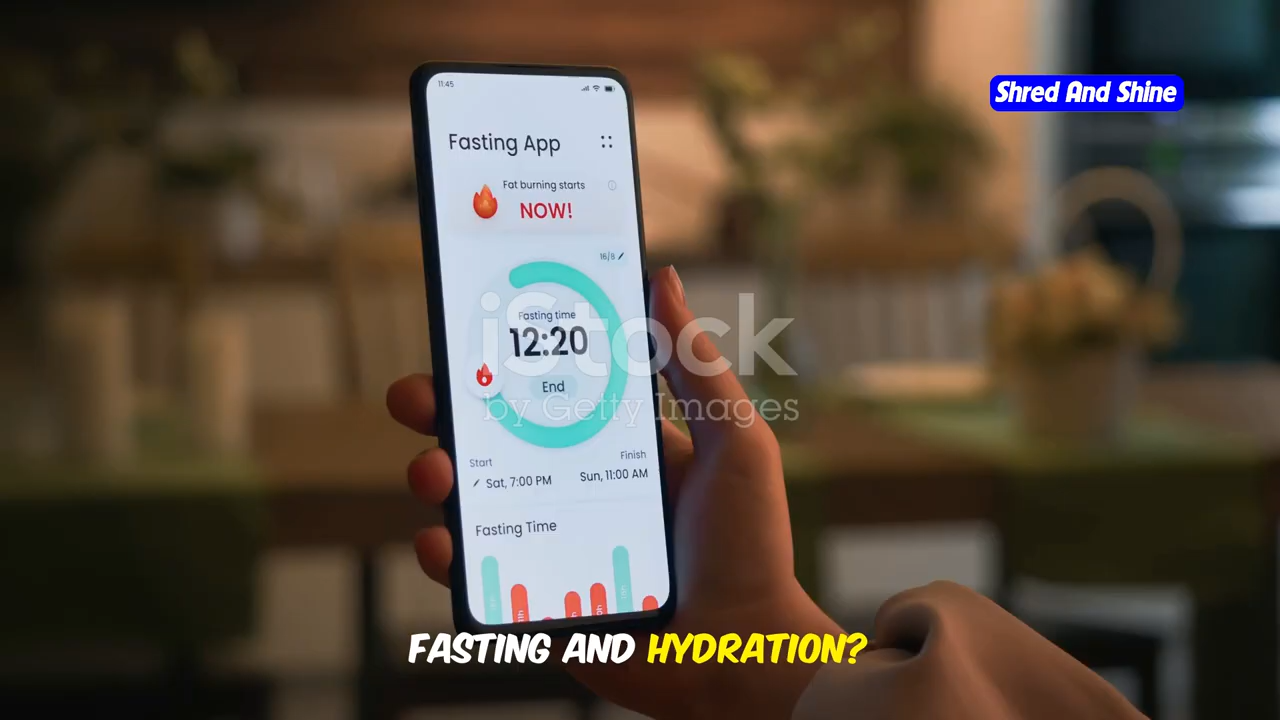 11:45
Shred And Shine
Fasting App
Fat burning starts
NOW!
16/8
iStock
by Getty Images
Fasting time
12:20
End
Start
Finish
Sat, 7:00 PM
Sun, 11:00 AM
Fasting Time
FASTING AND HYDRATION?